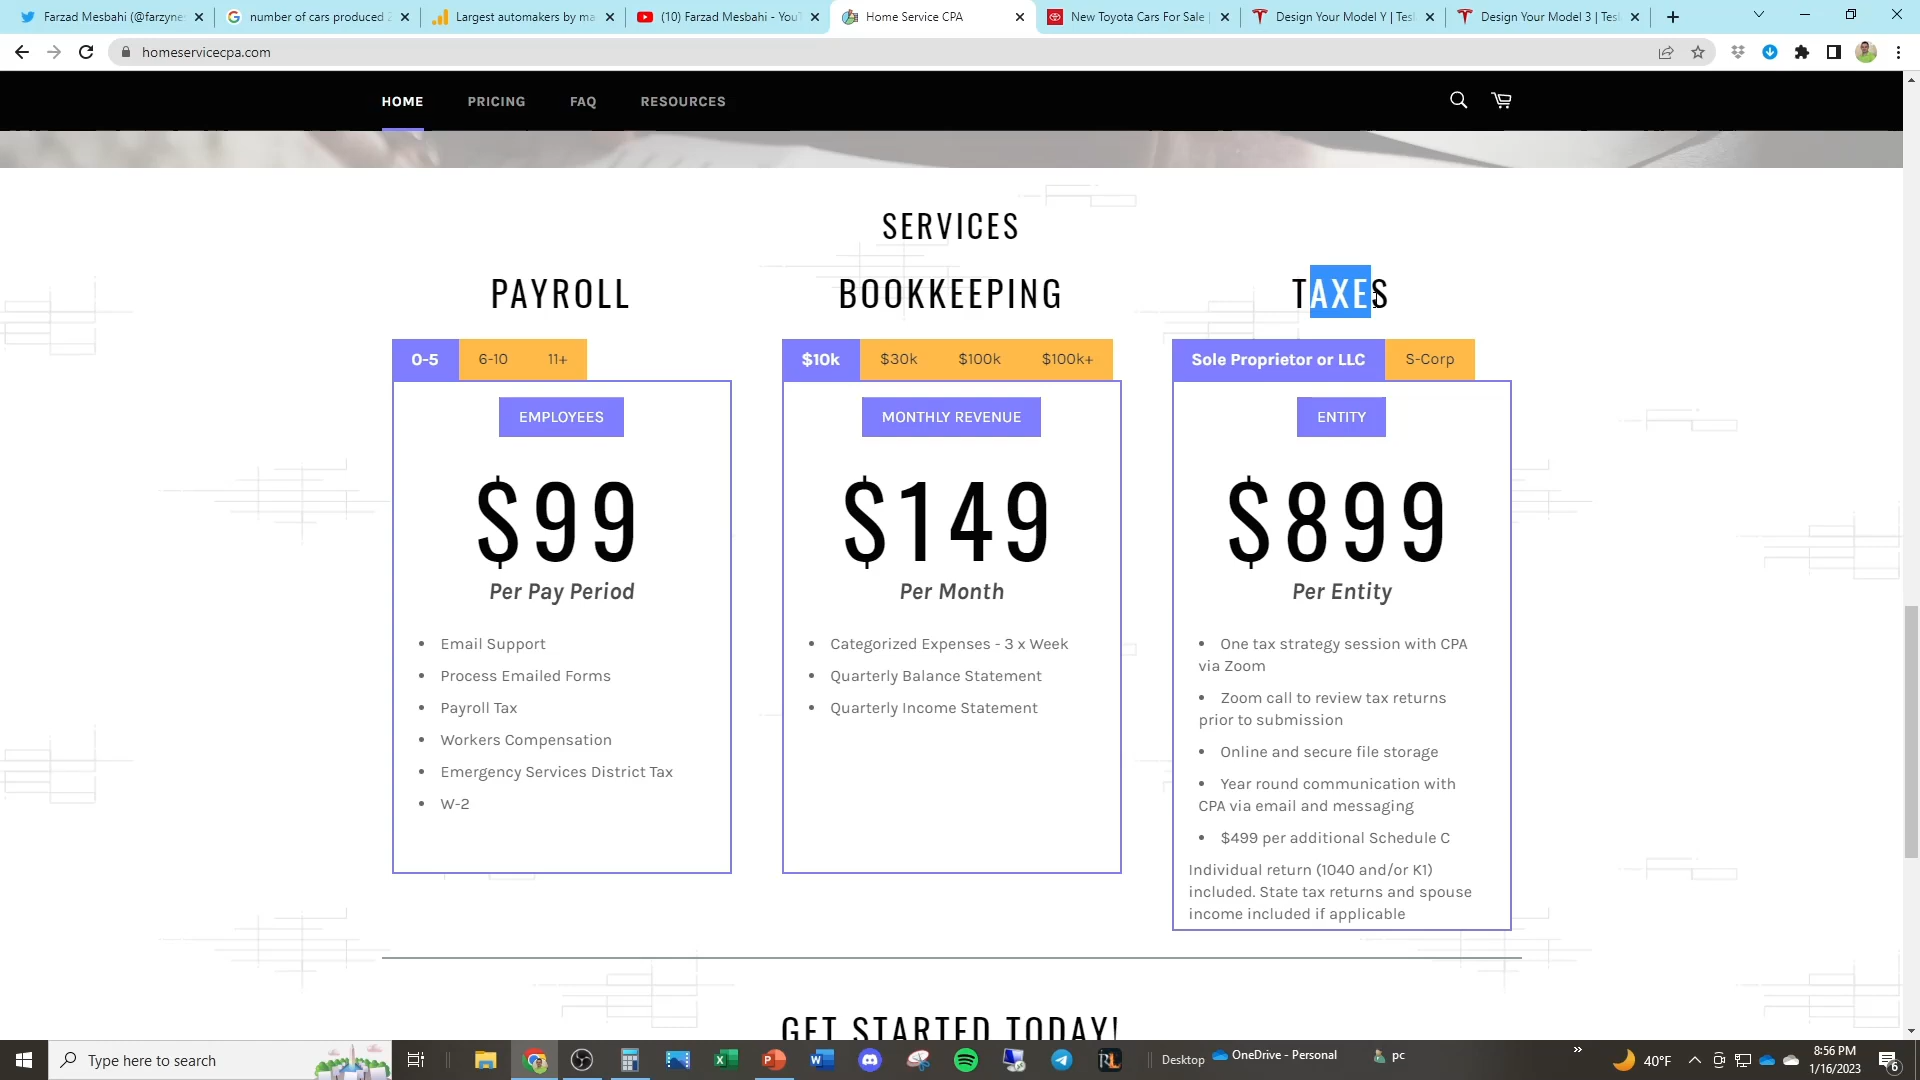 Farzad Mesbahi (@farzyne
number of cars produced 2
Largest automakers by ma
(10) Farzad Mesbahi - YouT
Home Service CPA
New Toyota Cars For Sale |
Design Your Model Y | Tesl
Design Your Model 3 | Tesl
homeservicecpa.com
HOME
PRICING
FAQ
RESOURCES
SERVICES
PAYROLL
0-5 6-10 11+
EMPLOYEES
$99
Per Pay Period
• Email Support
• Process Emailed Forms
• Payroll Tax
• Workers Compensation
• Emergency Services District Tax
• W-2
BOOKKEEPING
$10k $30k $100k $100k+
MONTHLY REVENUE
$149
Per Month
• Categorized Expenses - 3 x Week
• Quarterly Balance Statement
• Quarterly Income Statement
TAXES
Sole Proprietor or LLC S-Corp
ENTITY
$899
Per Entity
• One tax strategy session with CPA
via Zoom
• Zoom call to review tax returns
prior to submission
• Online and secure file storage
• Year round communication with
CPA via email and messaging
• $499 per additional Schedule C
Individual return (1040 and/or K1)
included. State tax returns and spouse
income included if applicable
GET STARTED TODAY!
Type here to search
Desktop
OneDrive - Personal
pc
40°F
8:56 PM
1/16/2023
6